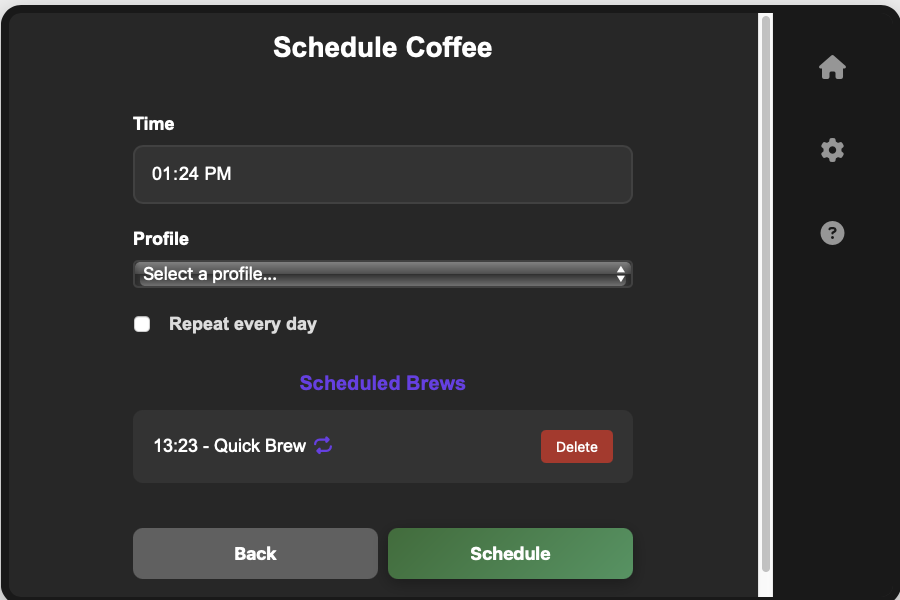 Schedule Coffee
Time
01:24 PM
Profile
Select a profile...
Repeat every day
Scheduled Brews
13:23 - Quick Brew
Delete
Back
Schedule
?